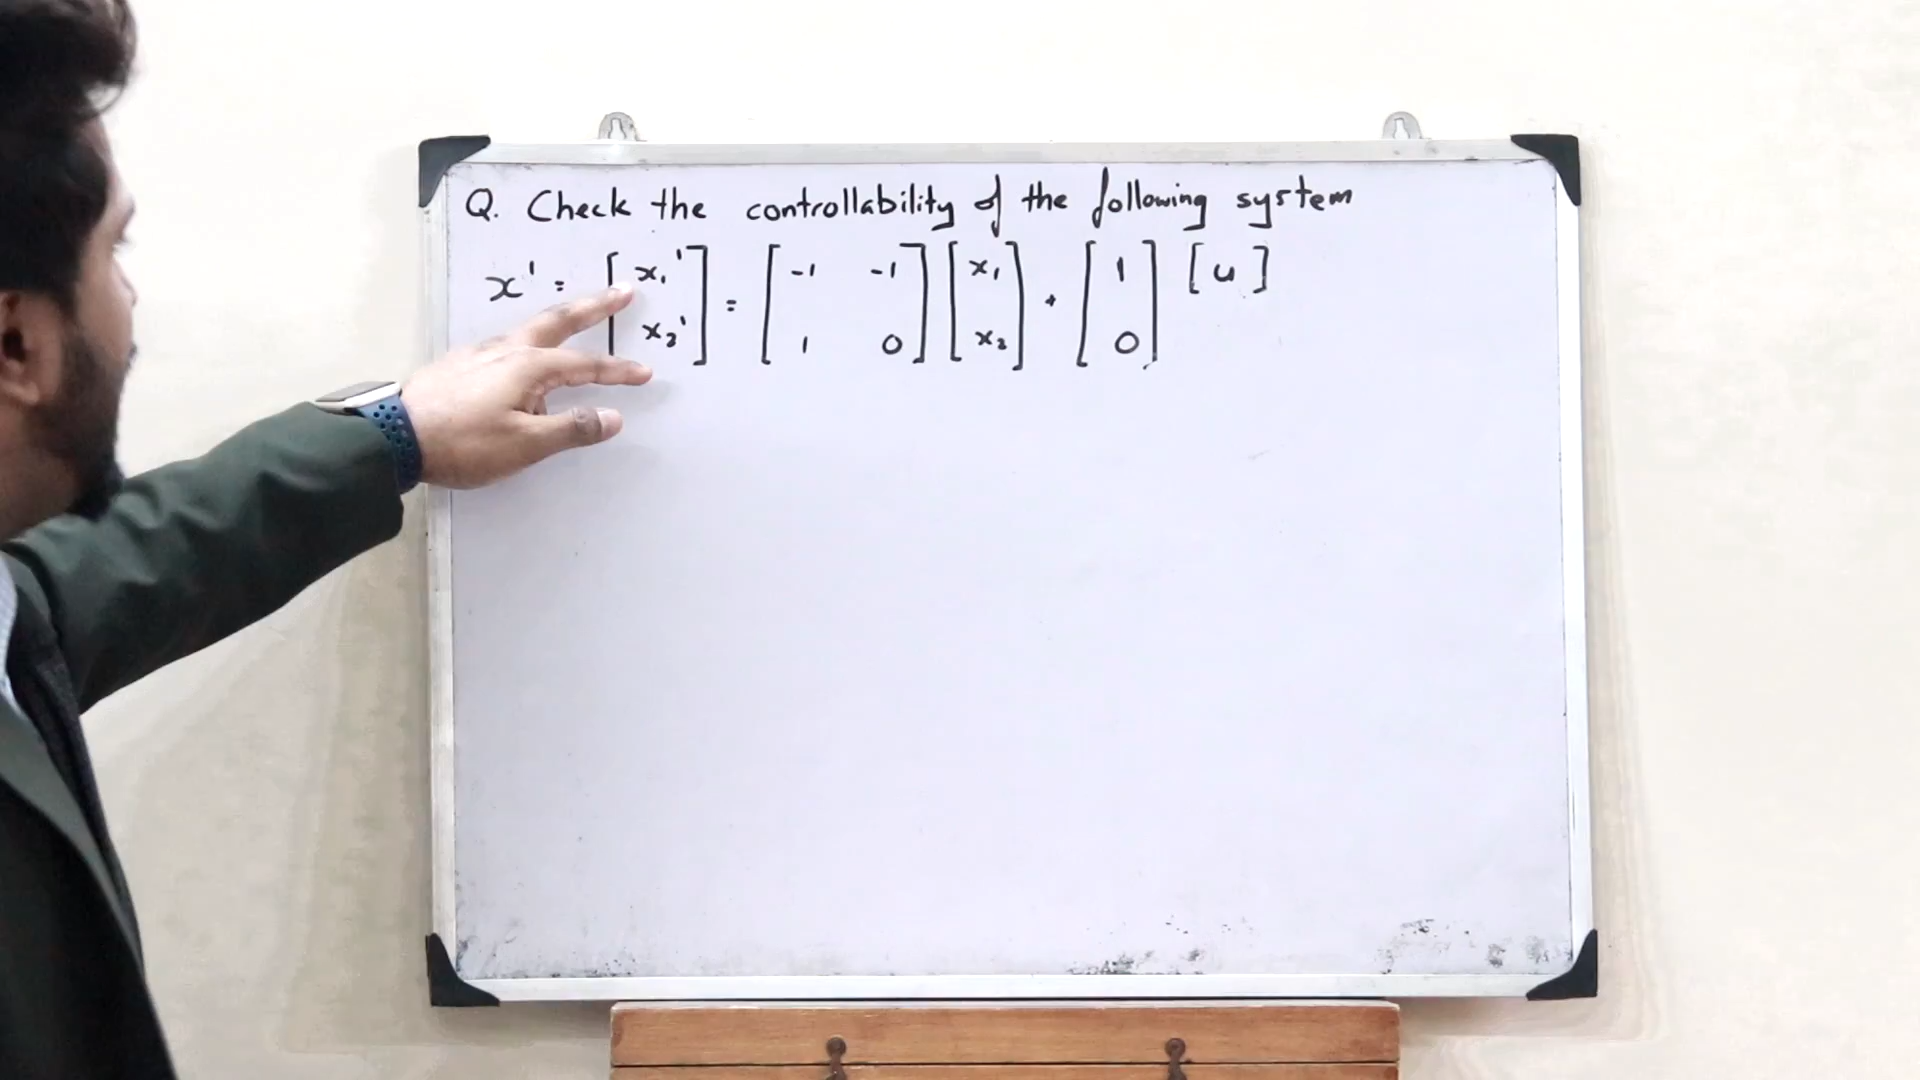 Q. Check the controllability of the following system
x' = [x₁' x₂'] = [-1 -1 1 0] [x₁ x₂] + [1 0] [u]